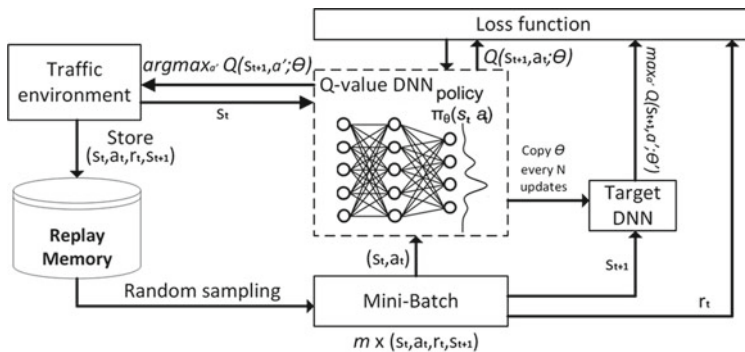 Loss function
Traffic
environment
argmaxₐ' Q(sₜ₊₁,a';Θ)
sₜ
Q(sₜ₊₁,aₜ;Θ)
Q-value DNN
policy
πθ(sₜ aₜ)
maxₐ' Q(sₜ₊₁,a';Θ')
Store
(sₜ,aₜ,rₜ,sₜ₊₁)
Copy Θ
every N
updates
Target
DNN
Replay
Memory
(sₜ,aₜ)
sₜ₊₁
rₜ
Random sampling
Mini-Batch
m x (sₜ,aₜ,rₜ,sₜ₊₁)